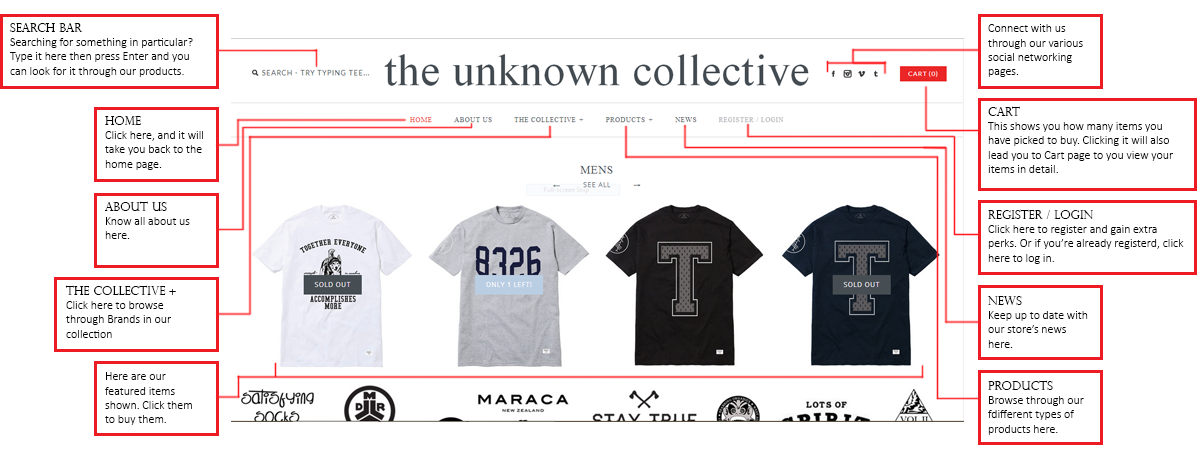 SEARCH BAR
Searching for something in particular?
Type it here then press Enter and you
can look for it through our products.
HOME
Click here, and it will
take you back to the
home page.
ABOUT US
Know all about us
here.
THE COLLECTIVE +
Click here to browse
through Brands in our
collection
Here are our
featured items
shown. Click them
to buy them.
SEARCH - TRY TYPING TEE...
the unknown collective
f
t
CART (0)
HOME ABOUT US THE COLLECTIVE + PRODUCTS + NEWS REGISTER / LOGIN
MENS
← SEE ALL →
TOGETHER EVERYONE
SOLD OUT
ACCOMPLISHES
MORE
8326
ONLY 1 LEFT!
T
T
SOLD OUT
satisfying
socks
M
D R
MARACA
NEW ZEALAND
STAY TRUE
LOTS OF
SPIRIT
VOL II
Connect with us
through our various
social networking
pages.
CART
This shows you how many items you
have picked to buy. Clicking it will also
lead you to Cart page to you view your
items in detail.
REGISTER / LOGIN
Click here to register and gain extra
perks. Or if you're already registerd, click
here to log in.
NEWS
Keep up to date with
our store's news
here.
PRODUCTS
Browse through our
fdifferent types of
products here.